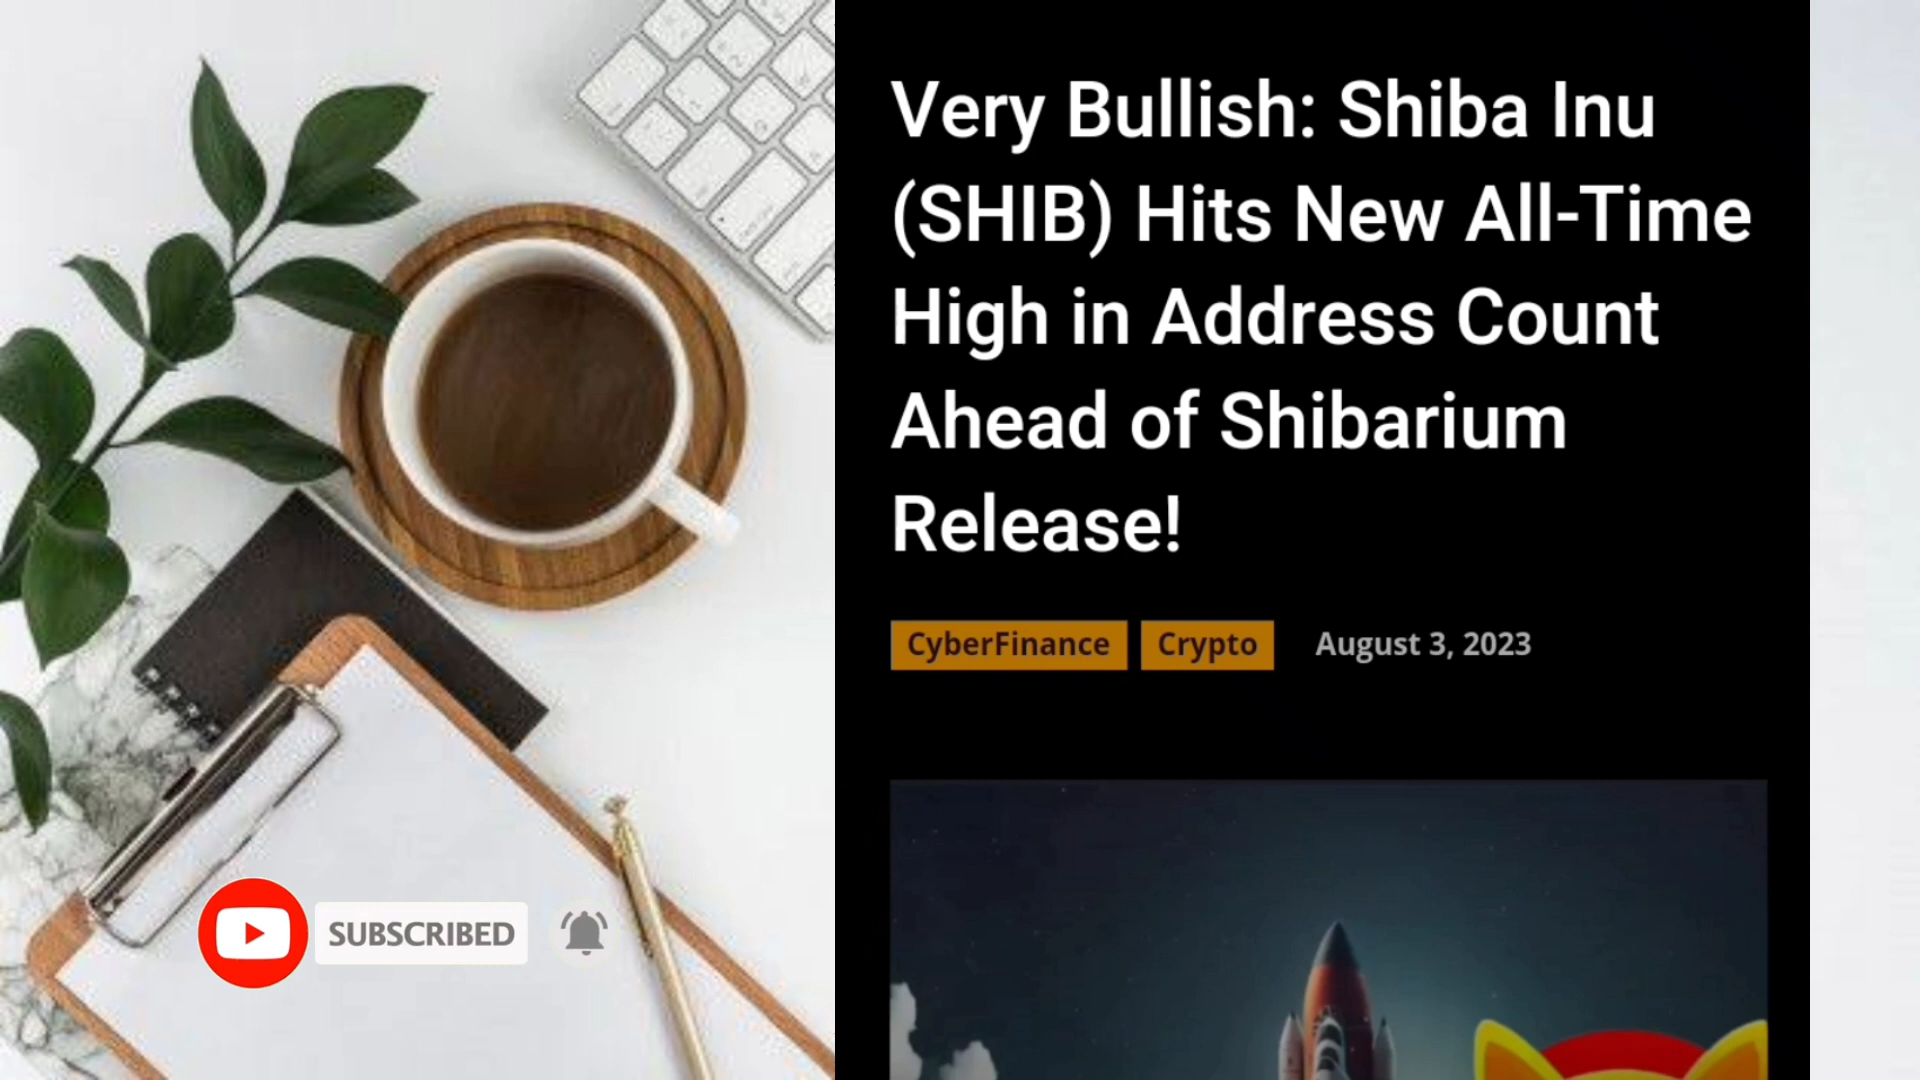 Very Bullish: Shiba Inu
(SHIB) Hits New All-Time
High in Address Count
Ahead of Shibarium
Release!
CyberFinance Crypto August 3, 2023
SUBSCRIBED